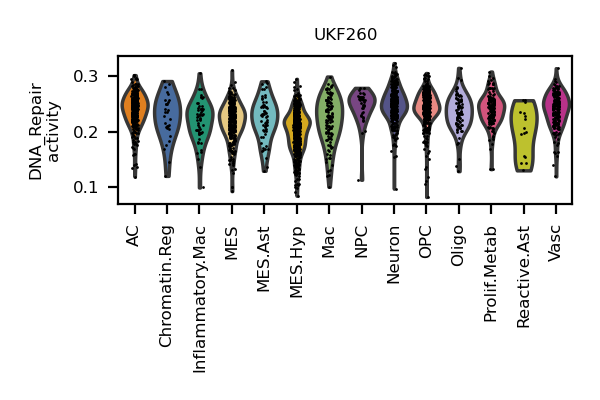 UKF260
DNA_Repair
activity
0.3
0.2
0.1
AC
Chromatin.Reg
Inflammatory.Mac
MES
MES.Ast
MES.Hyp
Mac
NPC
Neuron
OPC
Oligo
Prolif.Metab
Reactive.Ast
Vasc